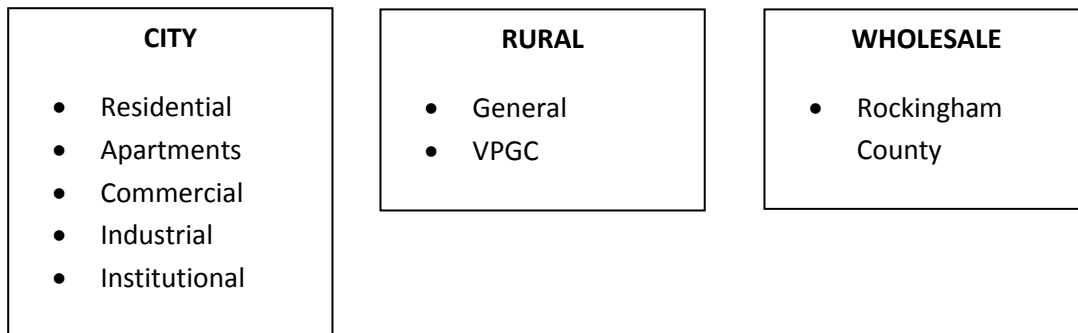 CITY
• Residential
• Apartments
• Commercial
• Industrial
• Institutional
RURAL
• General
• VPGC
WHOLESALE
• Rockingham
County